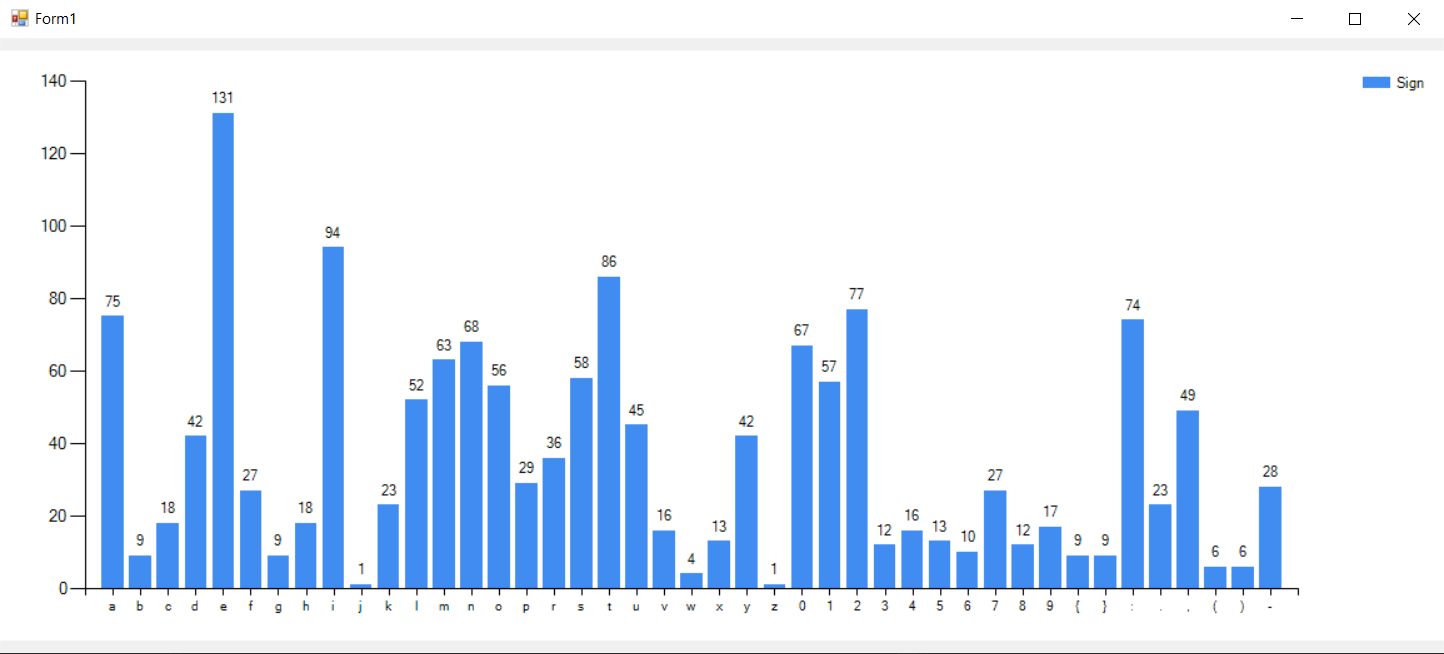 Form1
Sign
140
120
100
80
60
40
20
0
75 9 18 42 131 27 9 18 94 1 23 52 63 68 56 29 36 58 86 45 16 4 13 42 1 67 57 77 12 16 13 10 27 12 17 9 9 74 23 49 6 6 28
a b c d e f g h i j k l m n o p r s t u v w x y z 0 1 2 3 4 5 6 7 8 9 { } : . , ( ) -